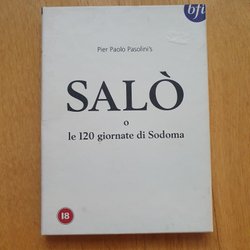 bfi
Pier Paolo Pasolini's
SALÒ
o
le 120 giornate di Sodoma
18